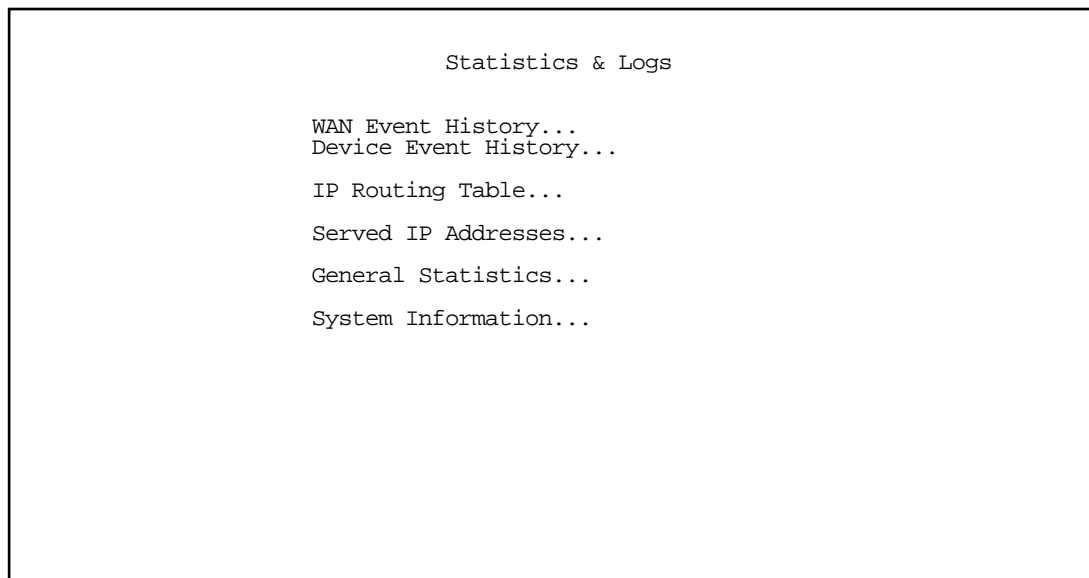 Statistics & Logs
WAN Event History...
Device Event History...
IP Routing Table...
Served IP Addresses...
General Statistics...
System Information...